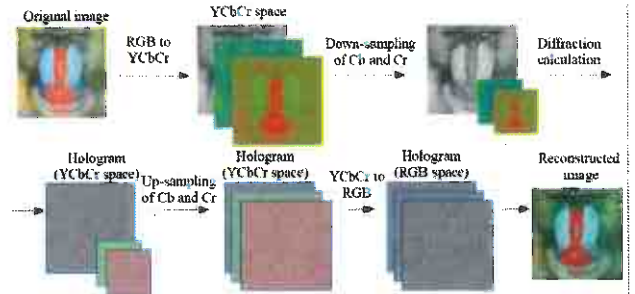 Original image
RGB to
YCbCr
YCbCr space
Down-sampling
of Cb and Cr
Diffraction
calculation
Hologram
(YCbCr space)
Up-sampling
of Cb and Cr
Hologram
(YCbCr space)
YCbCr to
RGB
Hologram
(RGB space)
Reconstructed
image